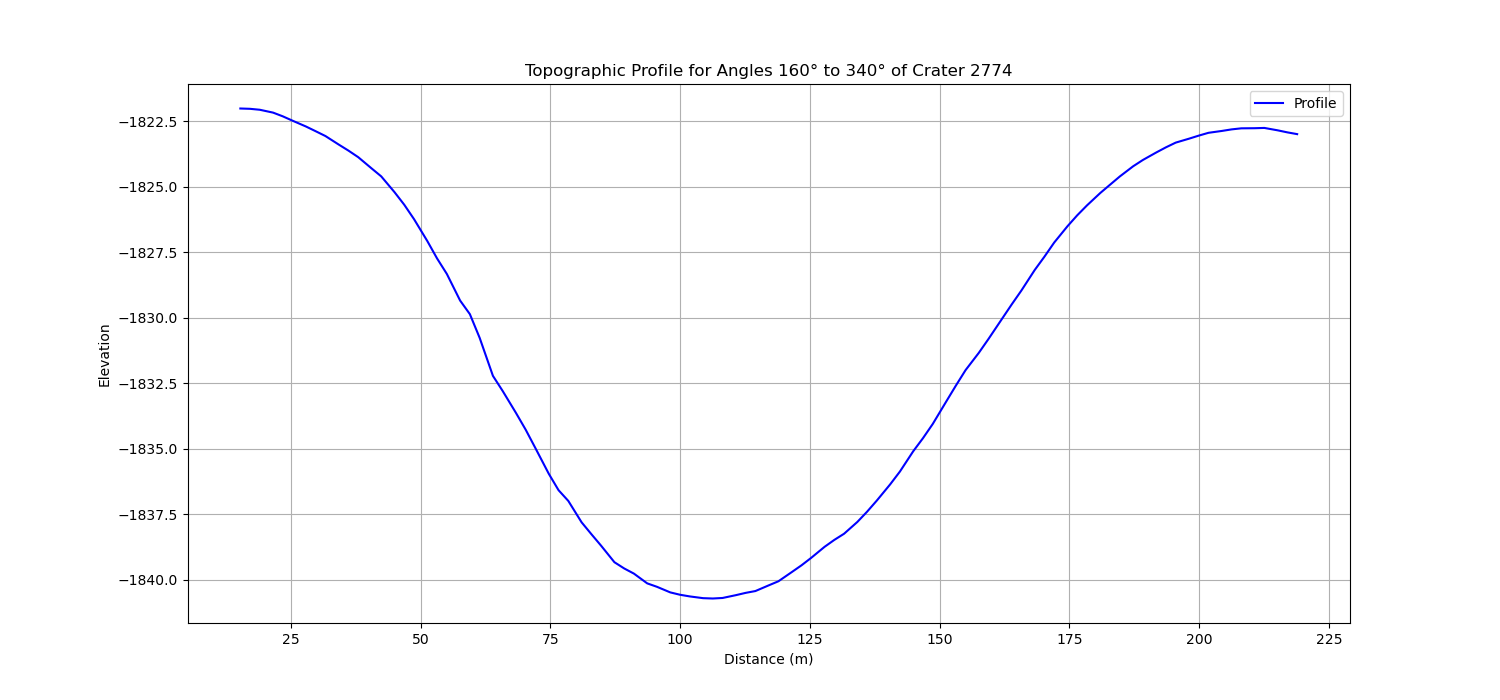 Topographic Profile for Angles 160° to 340° of Crater 2774
Profile
−1822.5
−1825.0
−1827.5
−1830.0
−1832.5
−1835.0
−1837.5
−1840.0
Elevation
25 50 75 100 125 150 175 200 225
Distance (m)